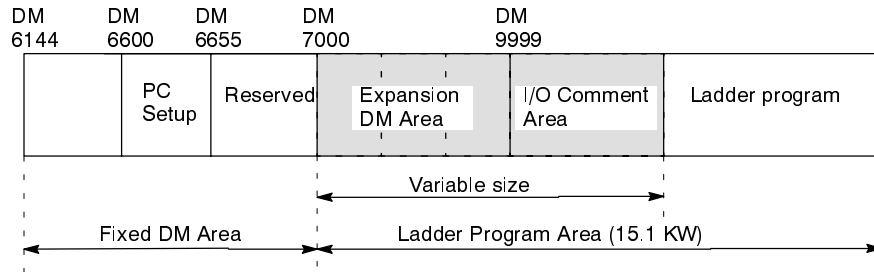 DM 6144
DM 6600
DM 6655
DM 7000
DM 9999
PC Setup
Reserved
Expansion DM Area
I/O Comment Area
Ladder program
Variable size
Fixed DM Area
Ladder Program Area (15.1 KW)